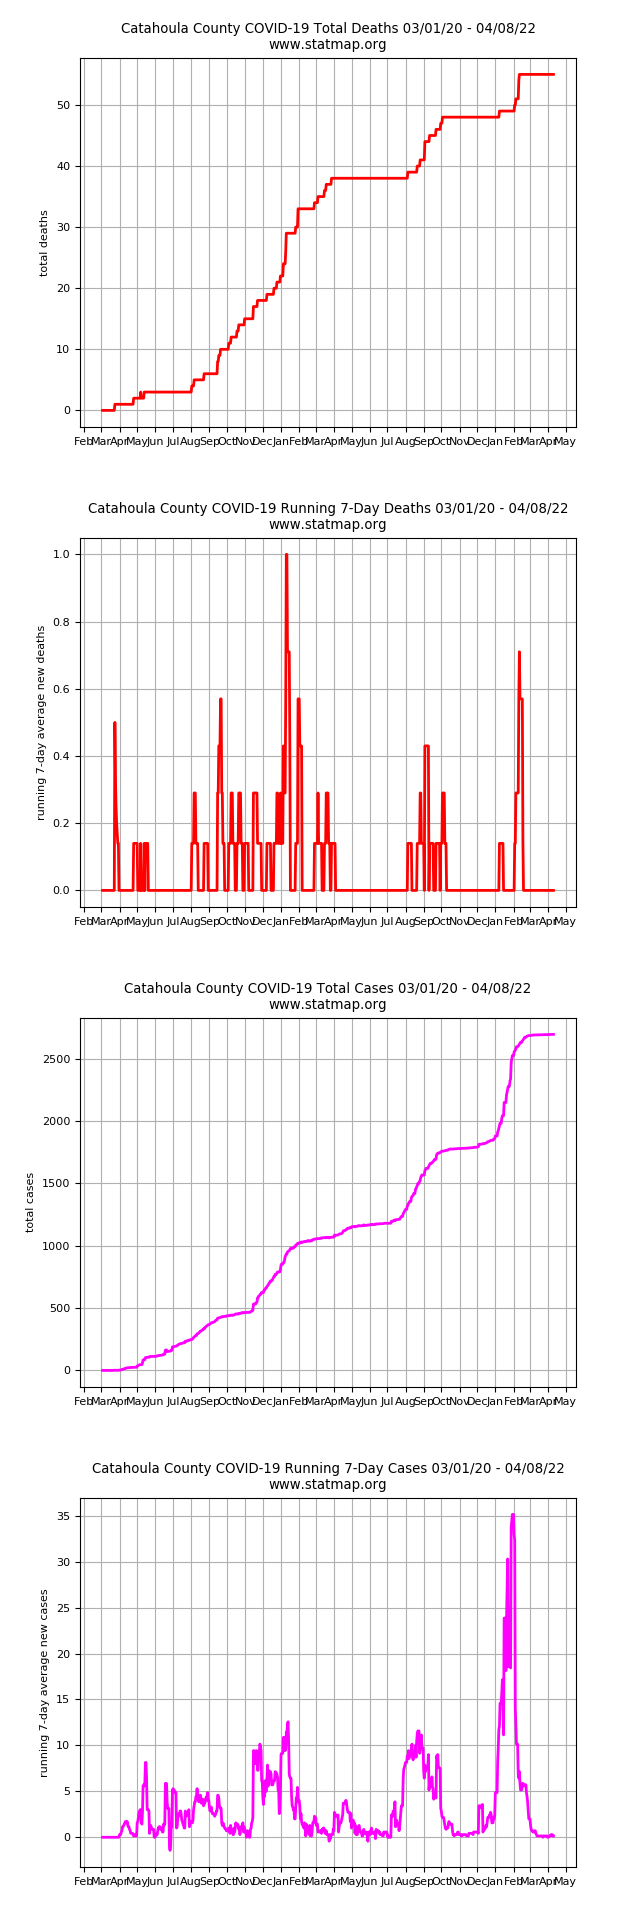 Catahoula County COVID-19 Total Deaths 03/01/20 - 04/08/22
www.statmap.org
50
40
30
20
10
0
total deaths
Feb Mar Apr May Jun Jul Aug Sep Oct Nov Dec Jan Feb Mar Apr May Jun Jul Aug Sep Oct Nov Dec Jan Feb Mar Apr May
Catahoula County COVID-19 Running 7-Day Deaths 03/01/20 - 04/08/22
www.statmap.org
1.0
0.8
0.6
0.4
0.2
0.0
running 7-day average new deaths
Feb Mar Apr May Jun Jul Aug Sep Oct Nov Dec Jan Feb Mar Apr May Jun Jul Aug Sep Oct Nov Dec Jan Feb Mar Apr May
Catahoula County COVID-19 Total Cases 03/01/20 - 04/08/22
www.statmap.org
2500
2000
1500
1000
500
0
total cases
Feb Mar Apr May Jun Jul Aug Sep Oct Nov Dec Jan Feb Mar Apr May Jun Jul Aug Sep Oct Nov Dec Jan Feb Mar Apr May
Catahoula County COVID-19 Running 7-Day Cases 03/01/20 - 04/08/22
www.statmap.org
35
30
25
20
15
10
5
0
running 7-day average new cases
Feb Mar Apr May Jun Jul Aug Sep Oct Nov Dec Jan Feb Mar Apr May Jun Jul Aug Sep Oct Nov Dec Jan Feb Mar Apr May